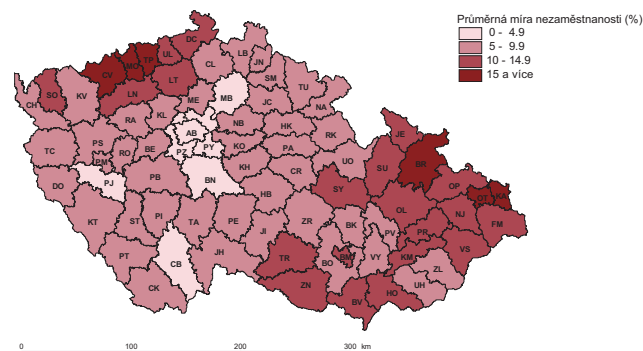 Průměrná míra nezaměstnanosti (%)
0 - 4.9
5 - 9.9
10 - 14.9
15 a více
DC
TP UL
MO
CV
LT
LN
SO
KV
CH
CL
LB
JN
SM
TU
MB
ME
JC
NA
RA
KL
AB
NB
HK
RK
JE
TC
PS
PM
RO
BE
PZ
PY
KO
PA
UO
SU
BR
DO
PJ
PB
BN
KH
CR
SY
OP
OT
KA
HB
OL
NJ
FM
KT
ST
PI
TA
PE
JI
ZR
BK
PV
PR
VS
PT
CB
JH
TR
BO
BM
VY
KM
ZL
CK
ZN
BV
HO
UH
0 100 200 300 km